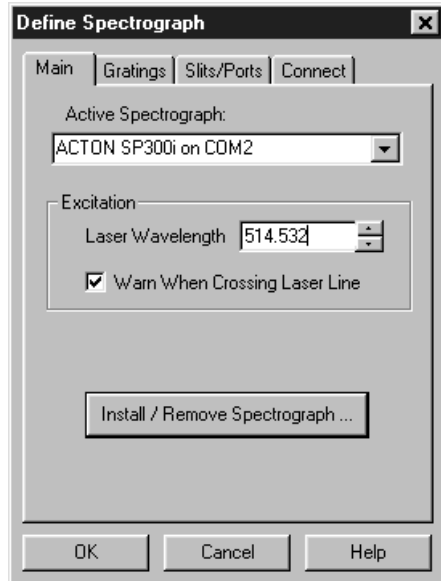 Define Spectrograph
Main Gratings Slits/Ports Connect
Active Spectrograph:
ACTON SP300i on COM2
Excitation
Laser Wavelength 514.532
Warn When Crossing Laser Line
Install / Remove Spectrograph ...
OK Cancel Help